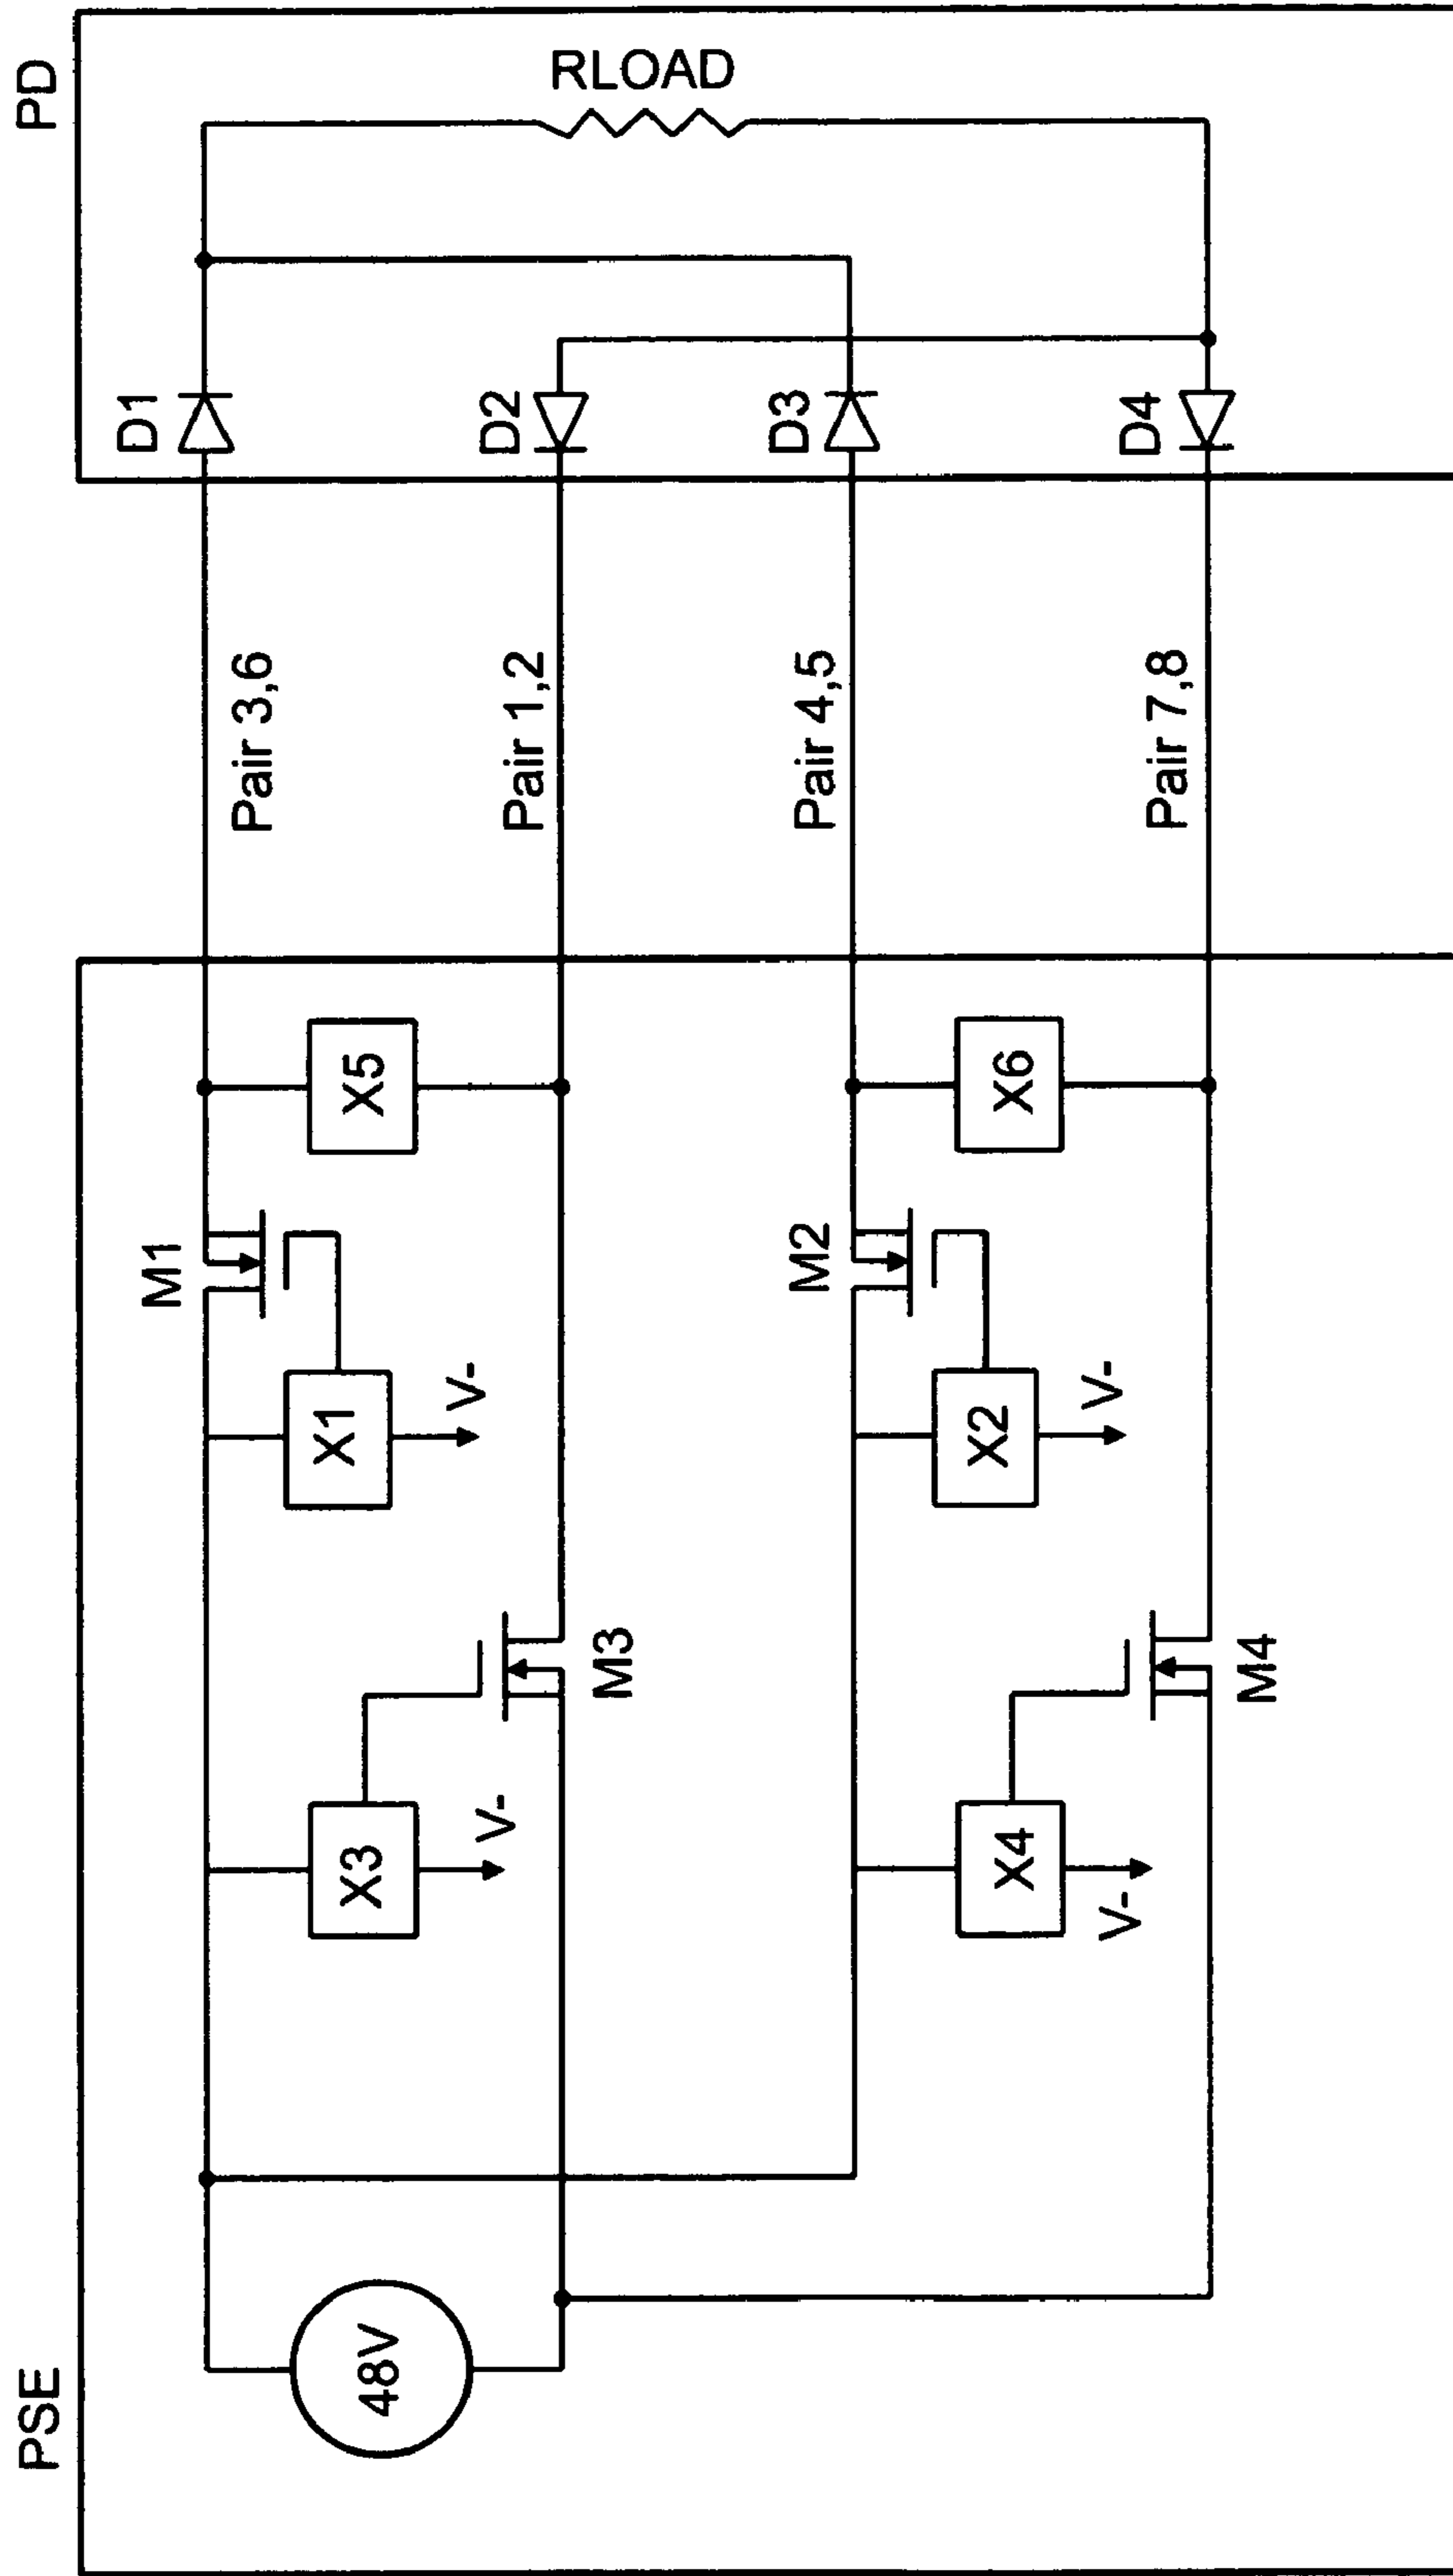 PSE
PD
48V
X3
V-
M3
X1
V-
M1
X5
Pair 3,6
Pair 1,2
D1
D2
RLOAD
X4
V-
M4
X2
V-
M2
X6
Pair 4,5
Pair 7,8
D3
D4